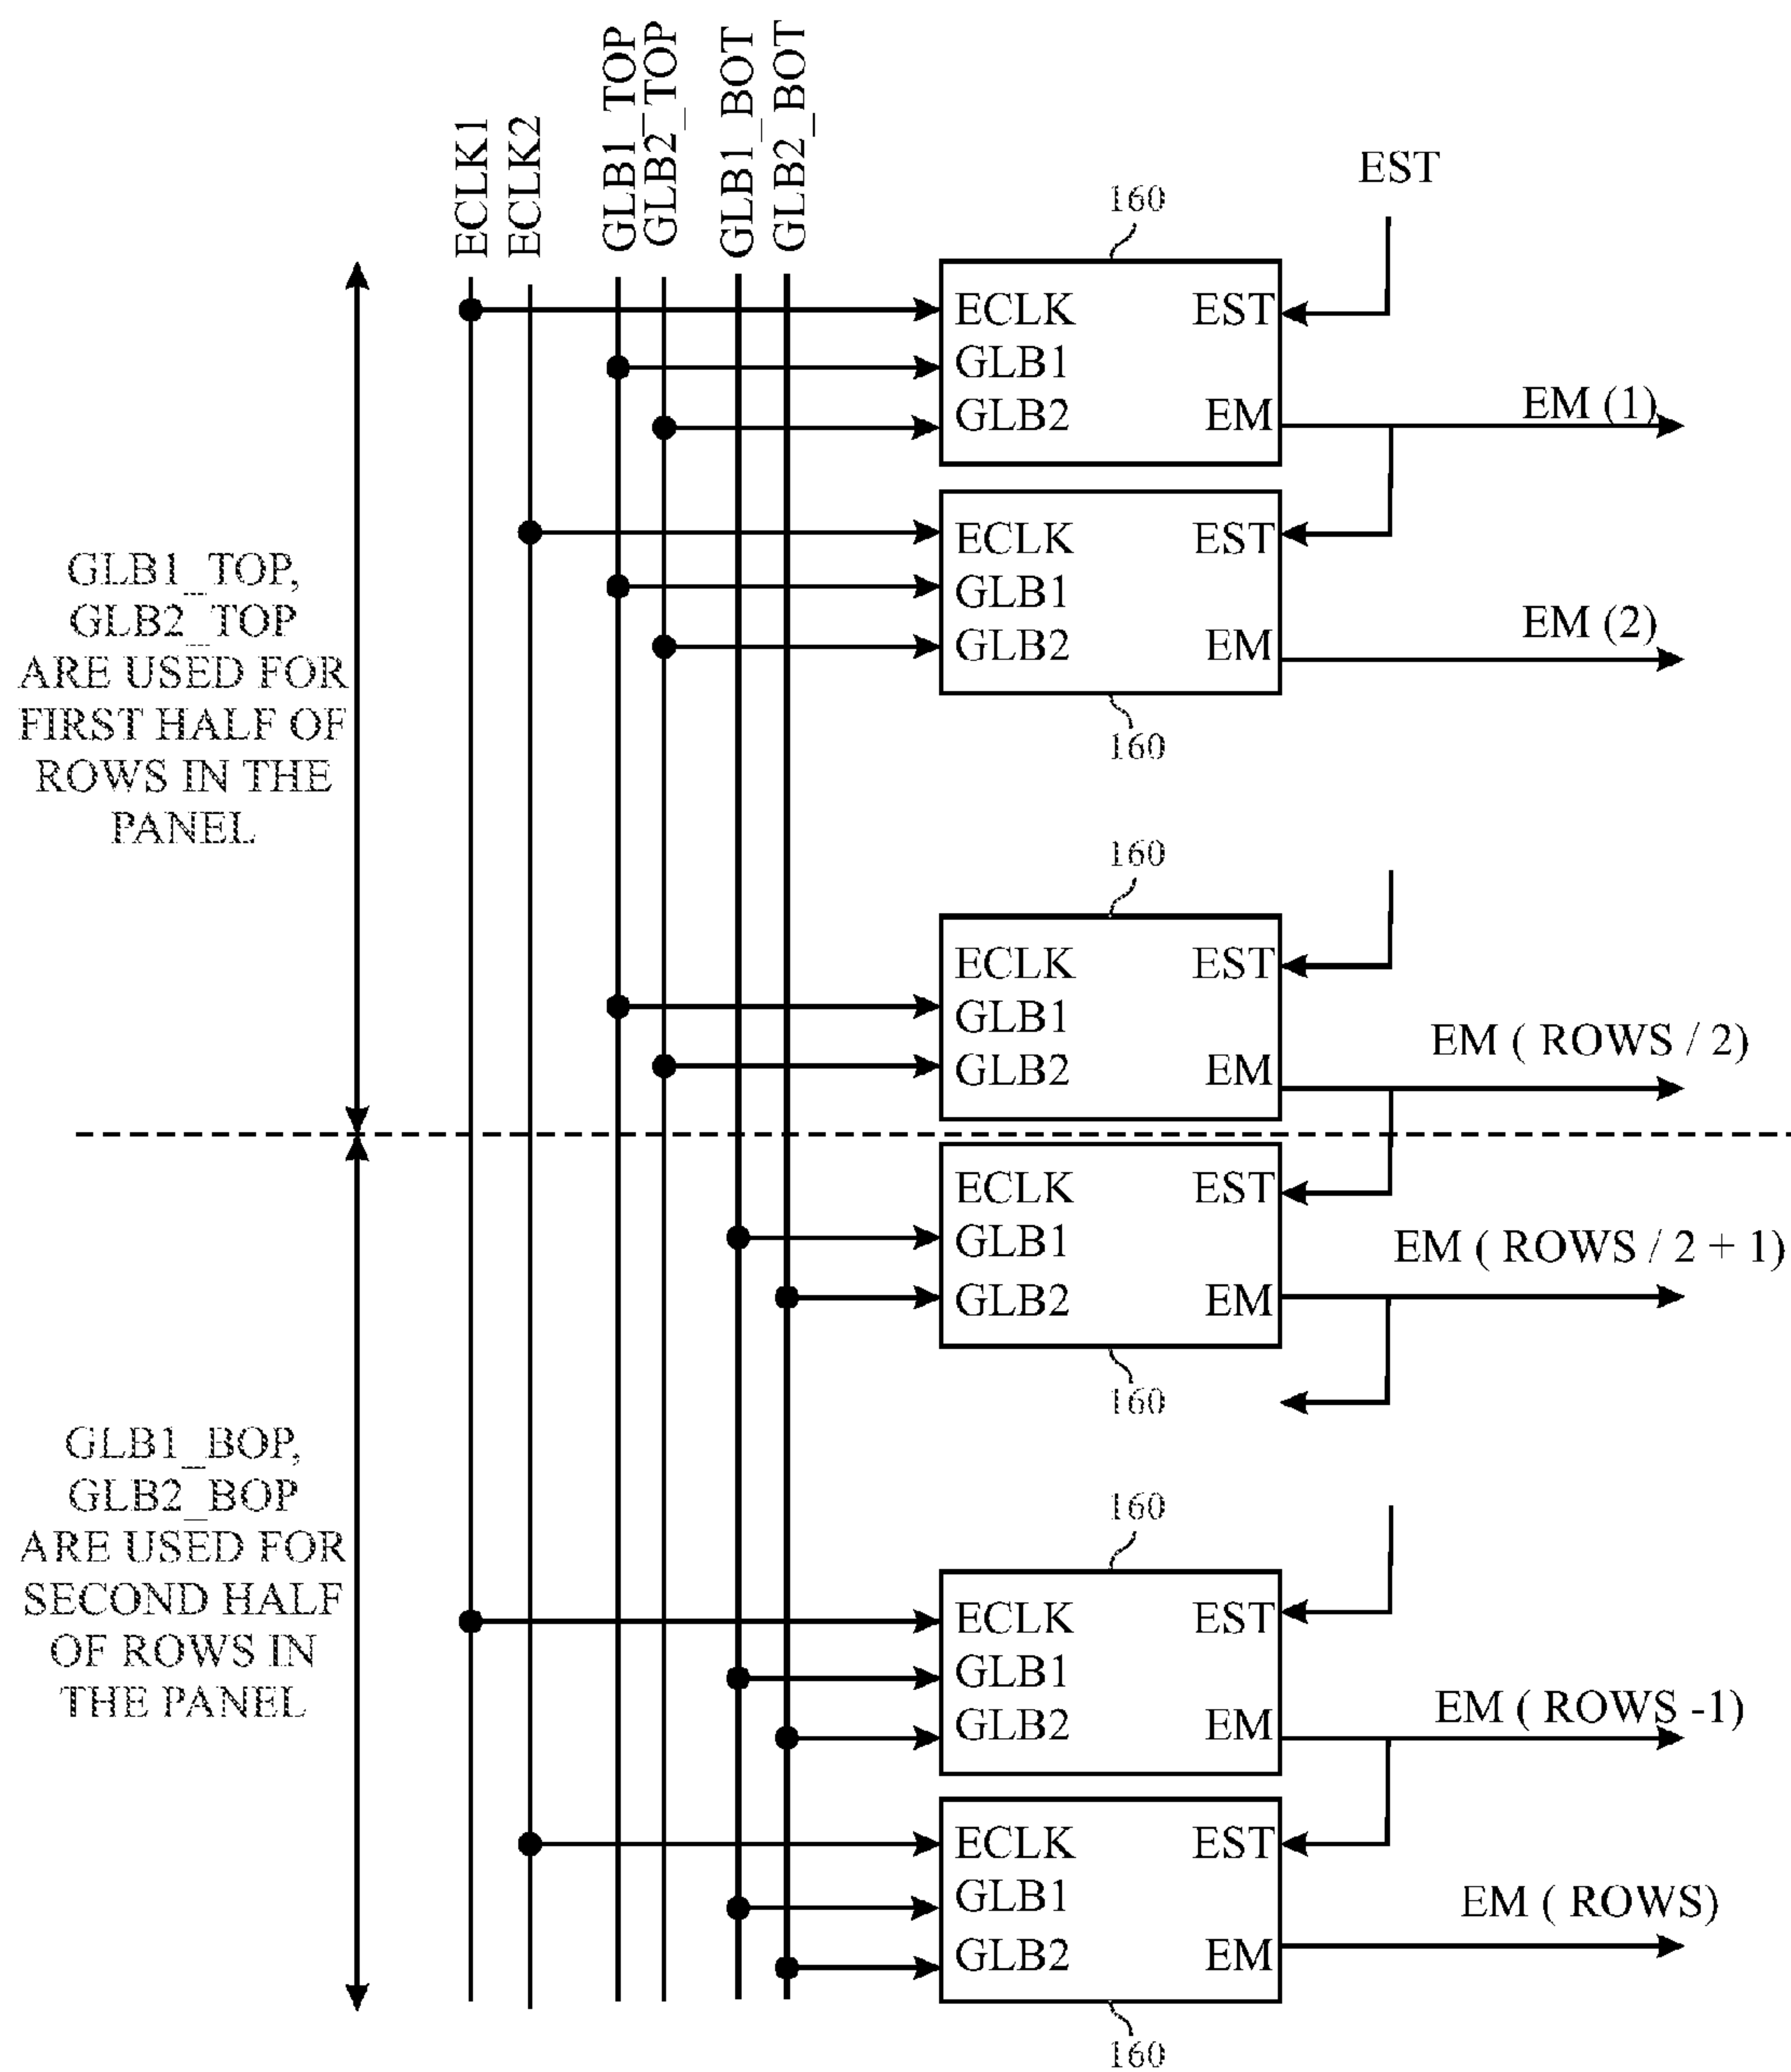 ECLK1
ECLK2
GLB1_TOP
GLB2_TOP
GLB1_BOT
GLB2_BOT
EST
160
ECLK EST
GLB1
GLB2 EM
EM (1)
ECLK EST
GLB1
GLB2 EM
EM (2)
160
GLB1_TOP,
GLB2_TOP
ARE USED FOR
FIRST HALF OF
ROWS IN THE
PANEL
160
ECLK EST
GLB1
GLB2 EM
EM ( ROWS / 2)
ECLK EST
GLB1
GLB2 EM
EM ( ROWS / 2 + 1)
160
GLB1_BOP,
GLB2_BOP
ARE USED FOR
SECOND HALF
OF ROWS IN
THE PANEL
160
ECLK EST
GLB1
GLB2 EM
EM ( ROWS -1)
ECLK EST
GLB1
GLB2 EM
EM ( ROWS)
160